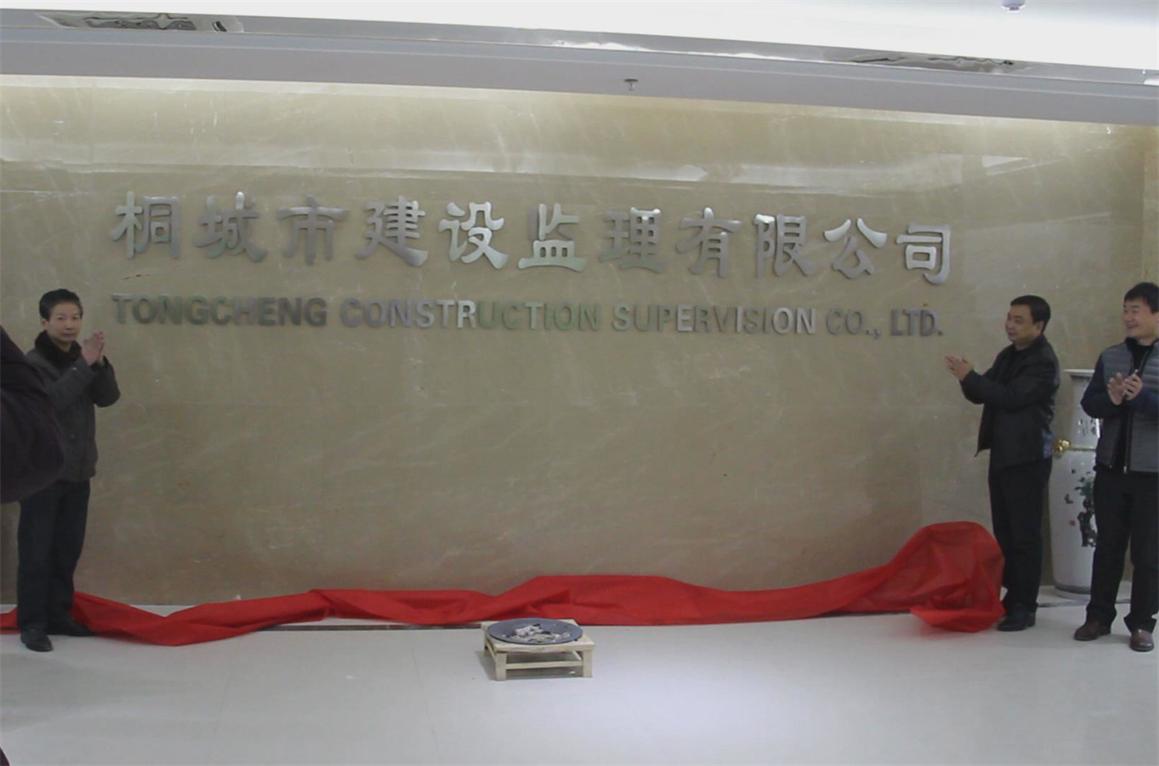 桐城市建设监理有限公司
TONGCHENG CONSTRUCTION SUPERVISION CO., LTD.